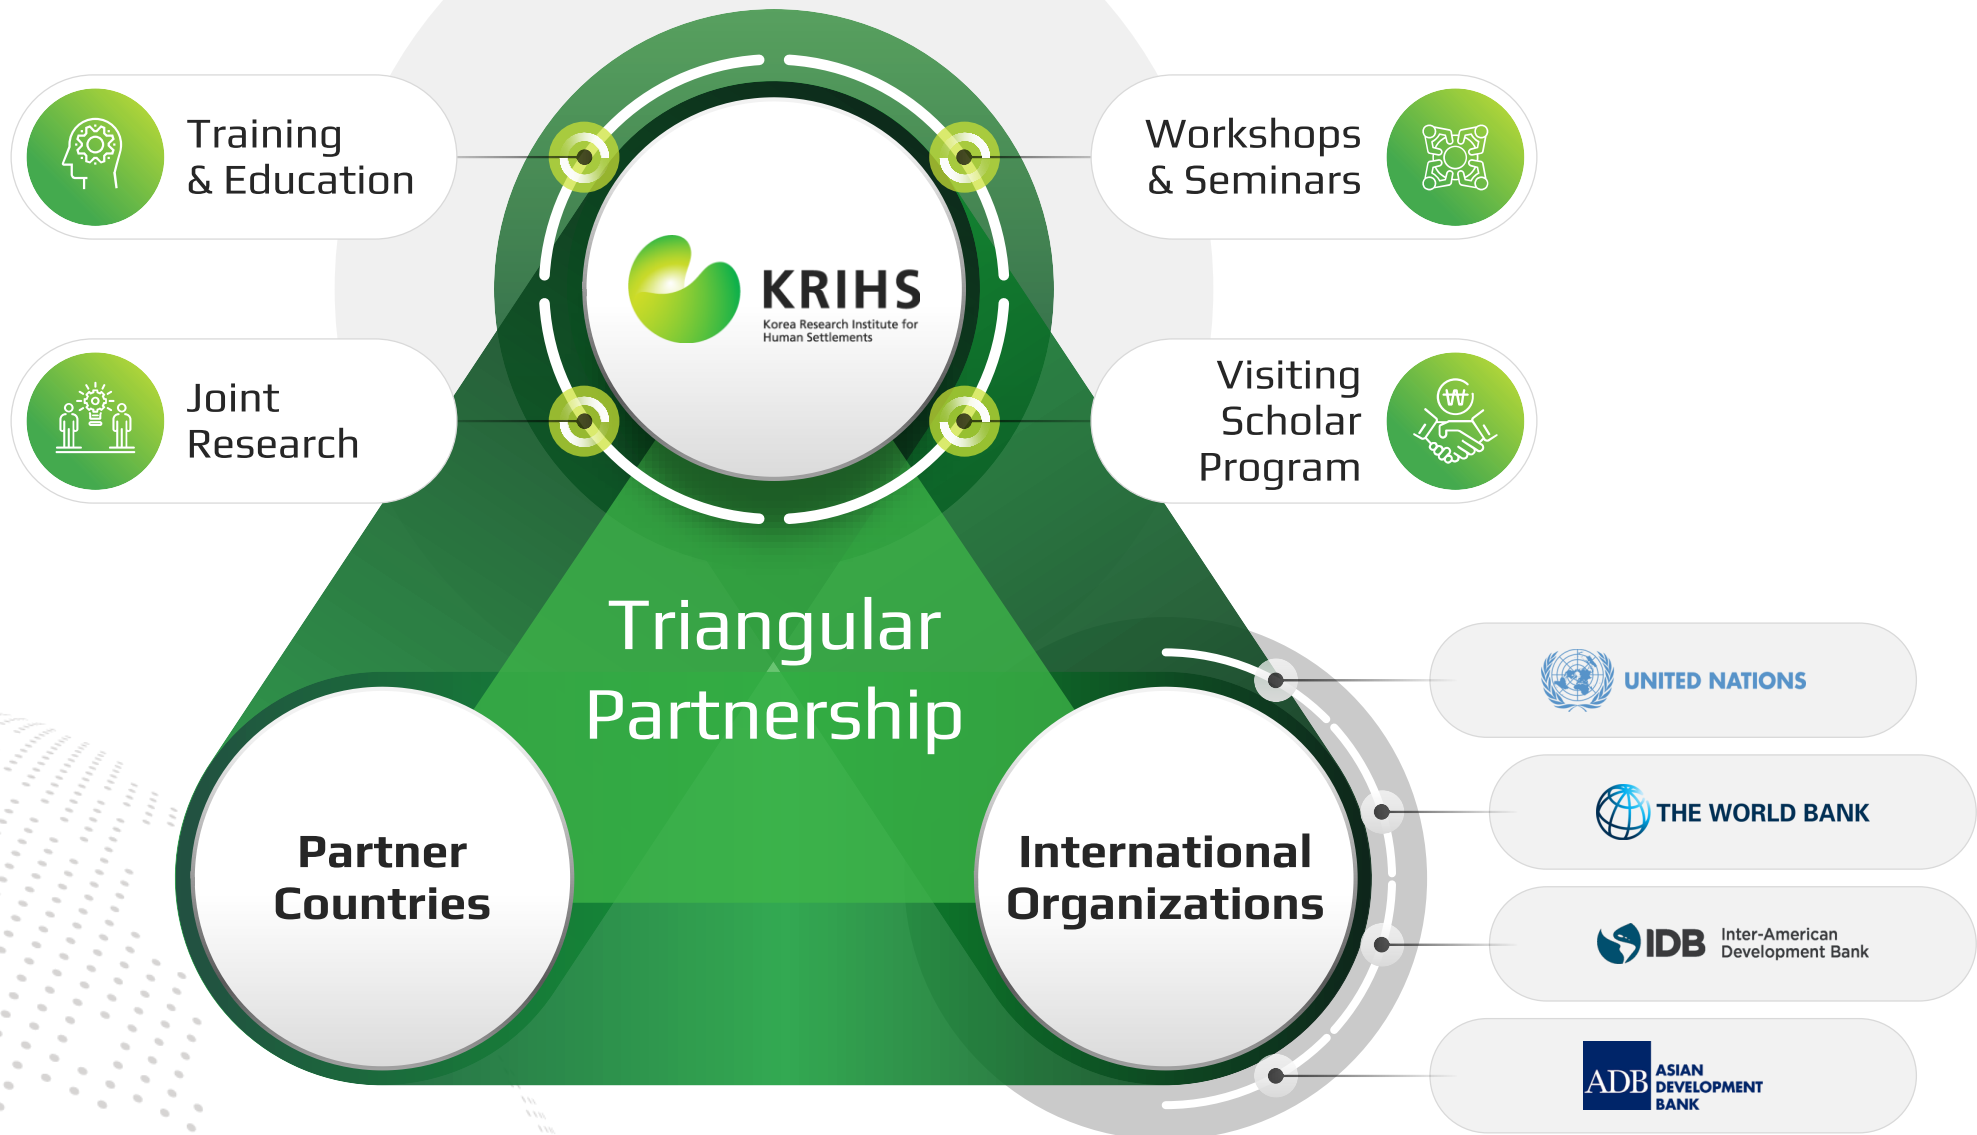 Training
& Education
Workshops
& Seminars
KRIHS
Korea Research Institute for
Human Settlements
Joint
Research
Visiting
Scholar
Program
₩
Triangular
Partnership
Partner
Countries
International
Organizations
UNITED NATIONS
THE WORLD BANK
IDB
Inter-American
Development Bank
ADB
ASIAN
DEVELOPMENT
BANK